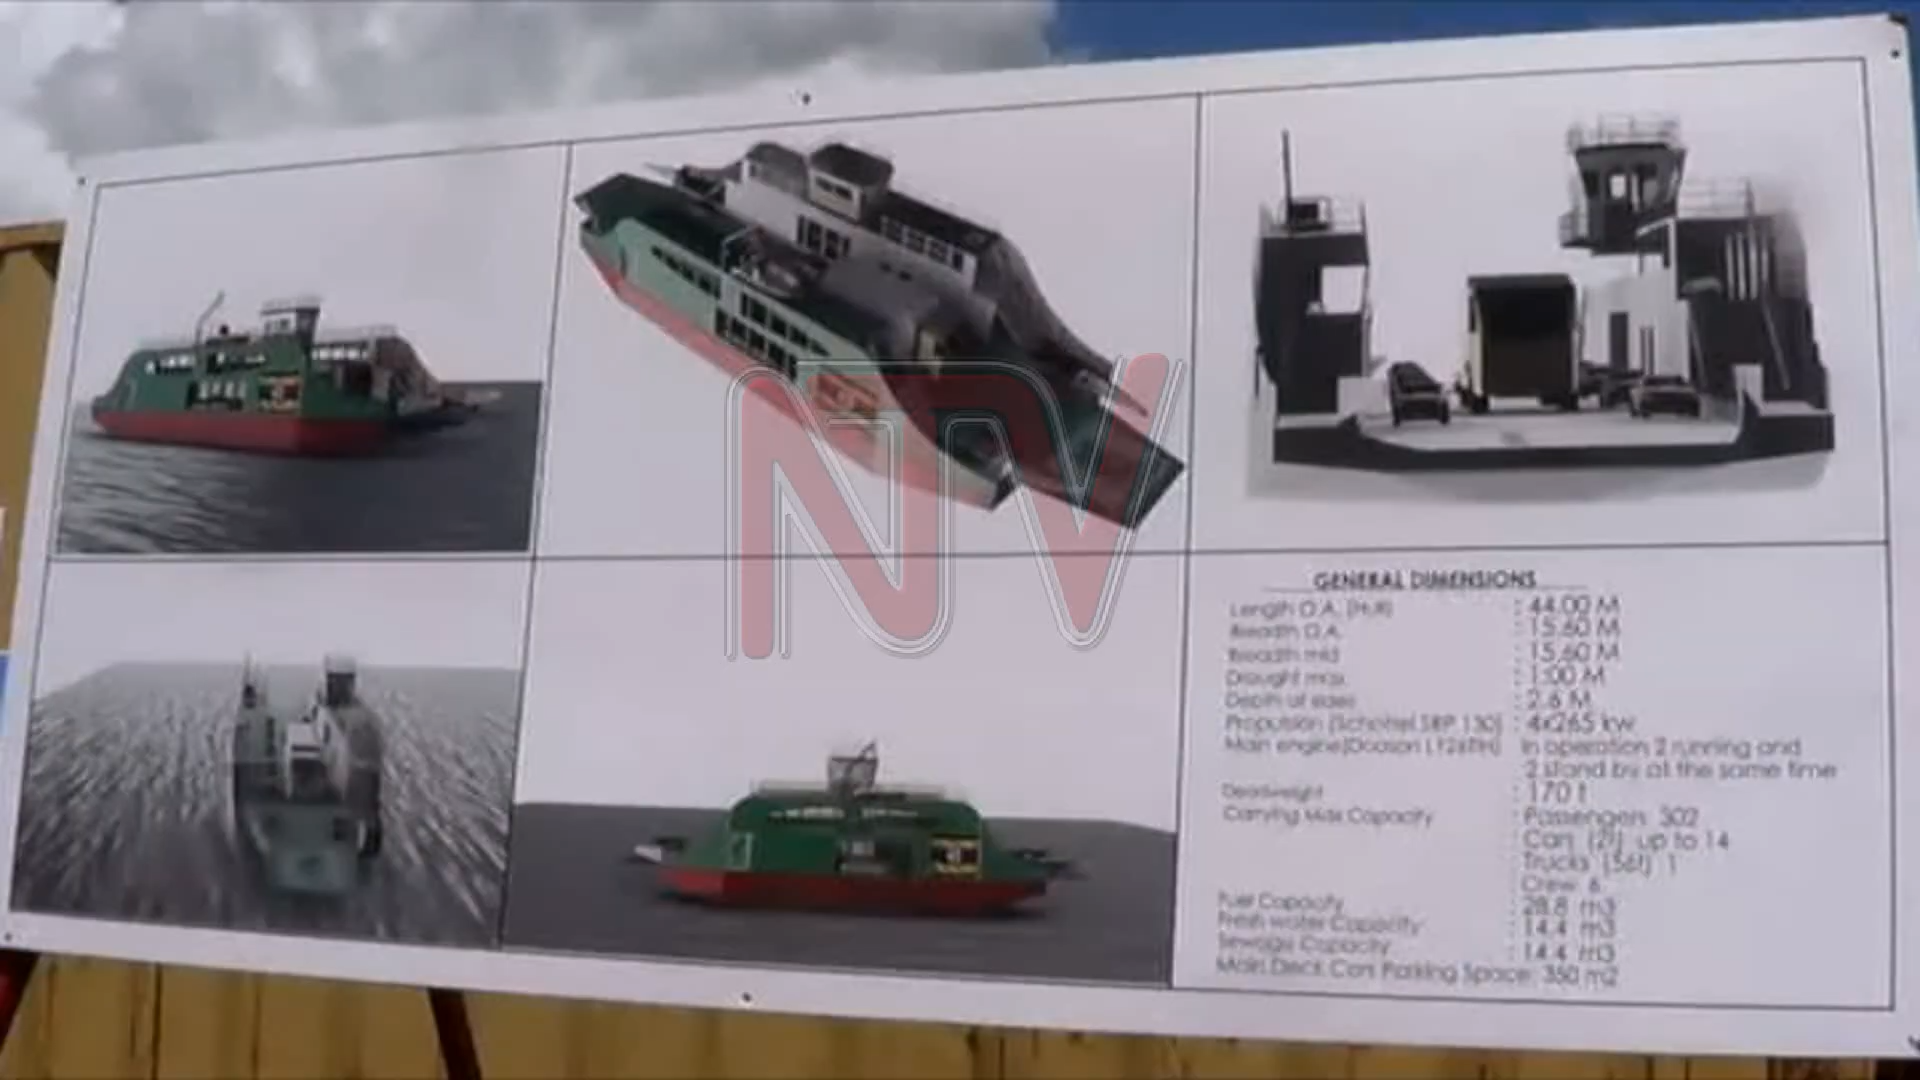 NTV
GENERAL DIMENSIONS
Length O.A. (Hull) : 44.00 M
Breadth O.A. : 15.60 M
Breadth mld : 15.60 M
Draught max. : 1:00 M
Depth at sides : 2.6 M
Propulsion (Schottel SRP 130) : 4x265 kw
Main engine(Doosan : In operation 2 running and
2 stand by at the same time
Deadweight : 170 t
Carrying Max Capacity : Passengers 302
: Cars (2t) up to 14
: Trucks (56t) 1
: Crew 6
Fuel Capacity : 28.8 m3
Fresh water Capacity : 14.4 m3
Sewage Capacity : 14.4 m3
Main Deck Cars Parking Space: 350 m2